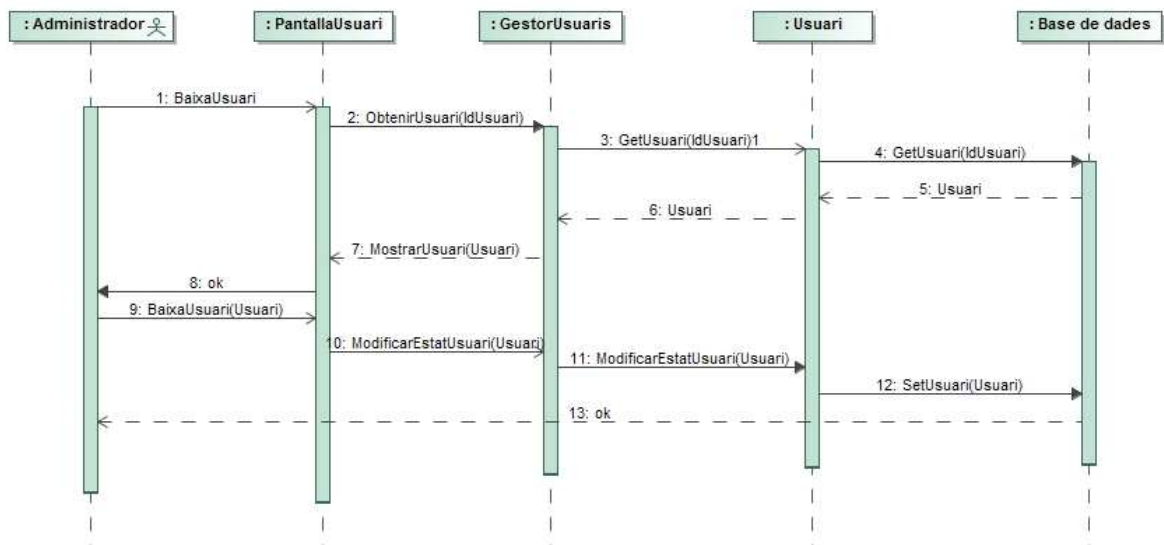 : Administrador
: PantallaUsuari
: GestorUsuaris
: Usuari
: Base de dades
1: BaixaUsuari
2: ObtenirUsuari(IdUsuari)
3: GetUsuari(IdUsuari)1
4: GetUsuari(IdUsuari)
5: Usuari
6: Usuari
7: MostrarUsuari(Usuari)
8: ok
9: BaixaUsuari(Usuari)
10: ModificarEstatUsuari(Usuari)
11: ModificarEstatUsuari(Usuari)
12: SetUsuari(Usuari)
13: ok